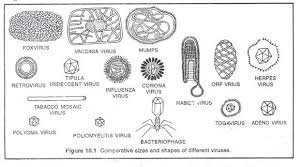 POXVIRUS
VACCINIA VIRUS
MUMPS
RETROVIRUS
TIPULA
IRIDESCENT VIRUS
INFLUENZA
VIRUS
CORONA
VIRUS
RABIES VIRUS
ORF VIRUS
HERPES
VIRUS
TABACCO MOSAIC
VIRUS
POLYOMA VIRUS
POLIOMYELITIS VIRUS
BACTERIOPHAGE
TOGAVIRUS
ADENO VIRUS
Figure 10.1 Comparative sizes and shapes of different viruses.